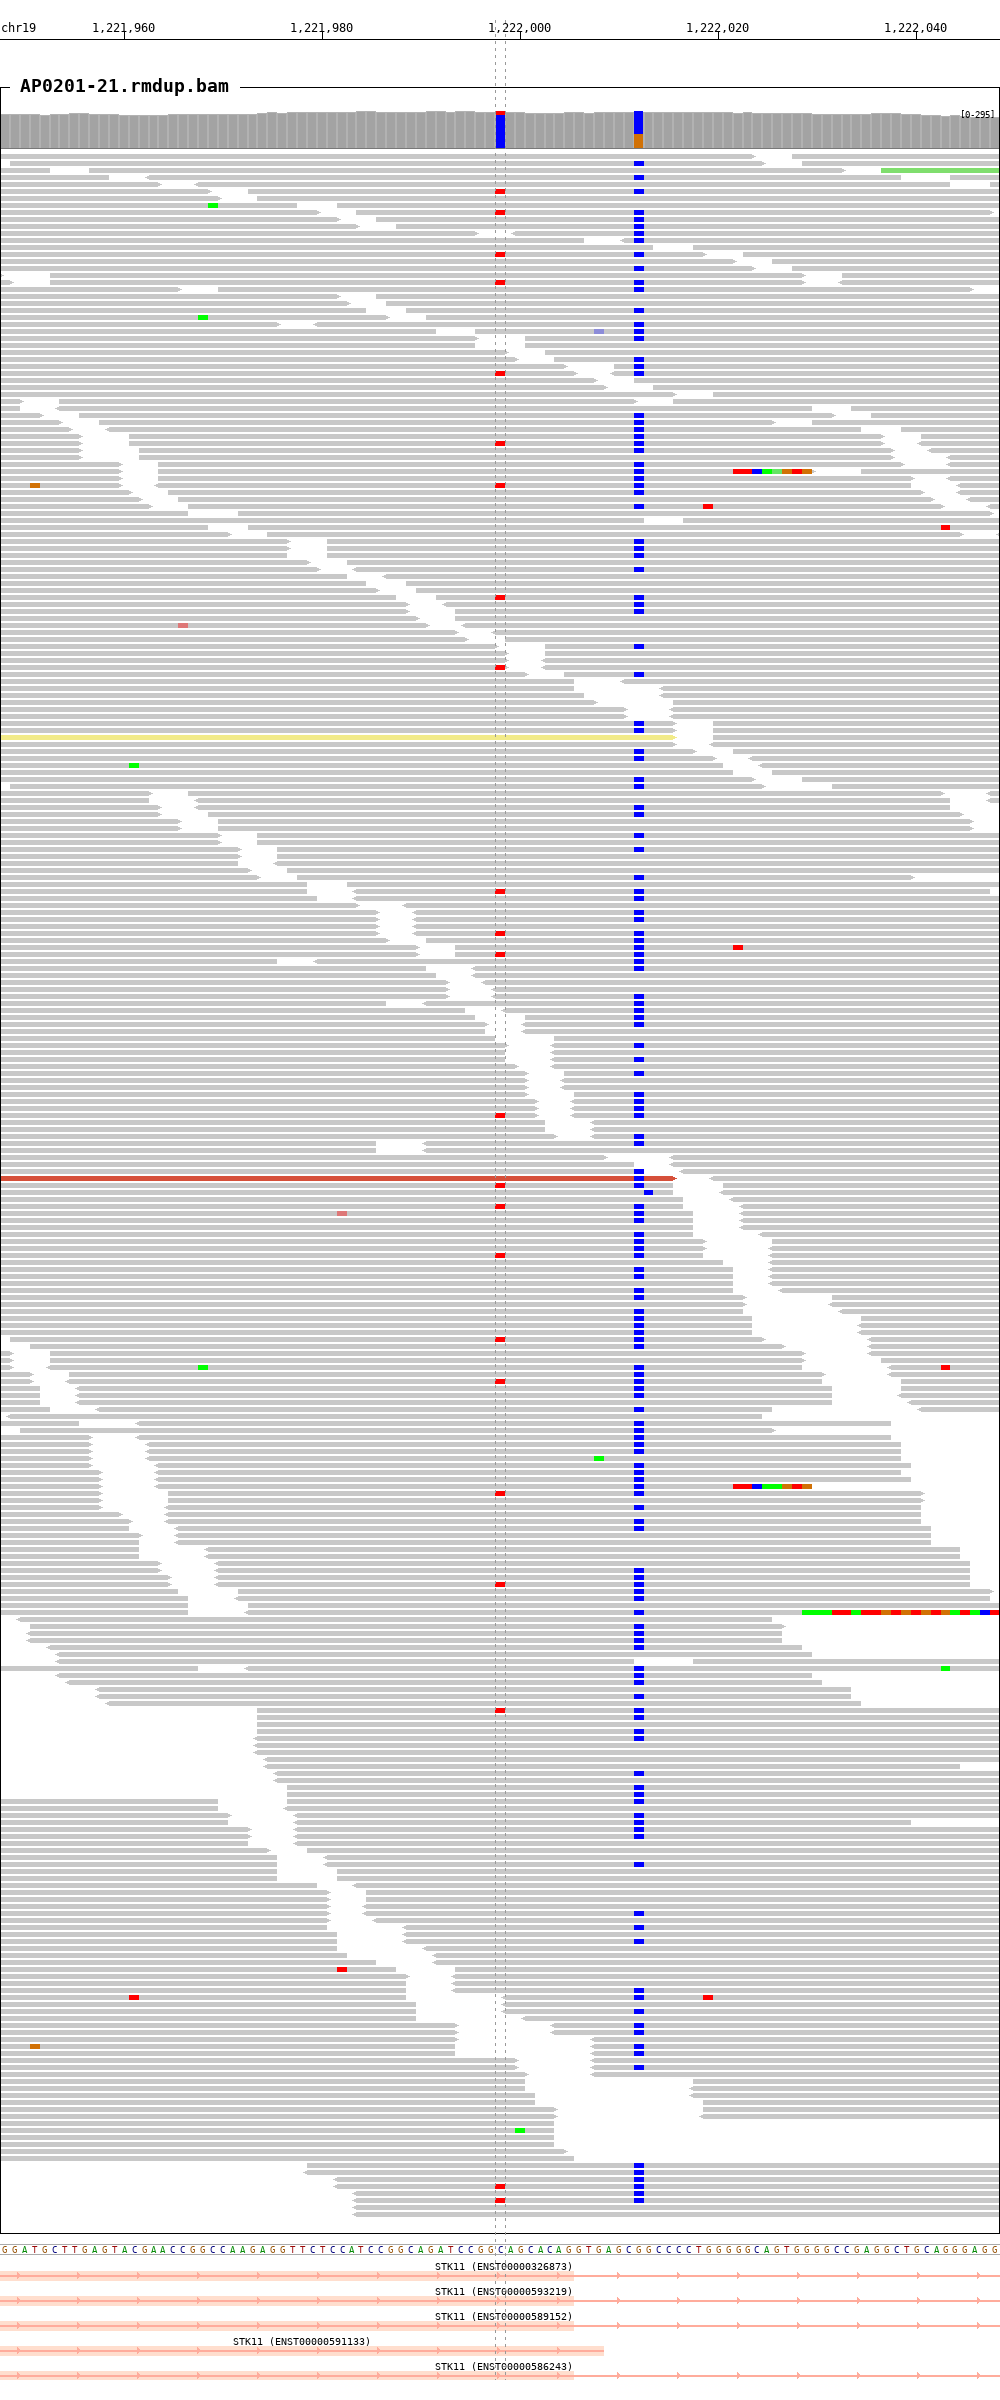 chr19 1,221,960 1,221,980 1,222,000 1,222,020 1,222,040
AP0201-21.rmdup.bam
[0-295]
GGATGCTTGAGTACGAACCGGCCAAGAGGTTCTCCATCCGGCAGATCCGGCAGCACAGGTGAGCGGCCCCTGGGGGCAGTGGGGCCGAGGCTGCAGGGAGG
STK11 (ENST00000326873)
STK11 (ENST00000593219)
STK11 (ENST00000589152)
STK11 (ENST00000591133)
STK11 (ENST00000586243)